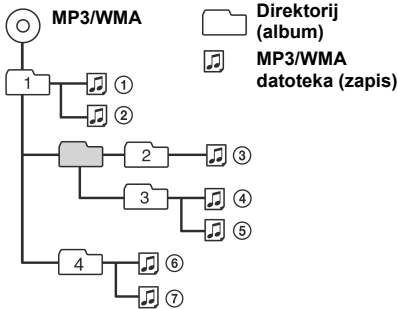 MP3/WMA
Direktorij
(album)
MP3/WMA
datoteka (zapis)
1
①
②
2
③
3
④
⑤
4
⑥
⑦